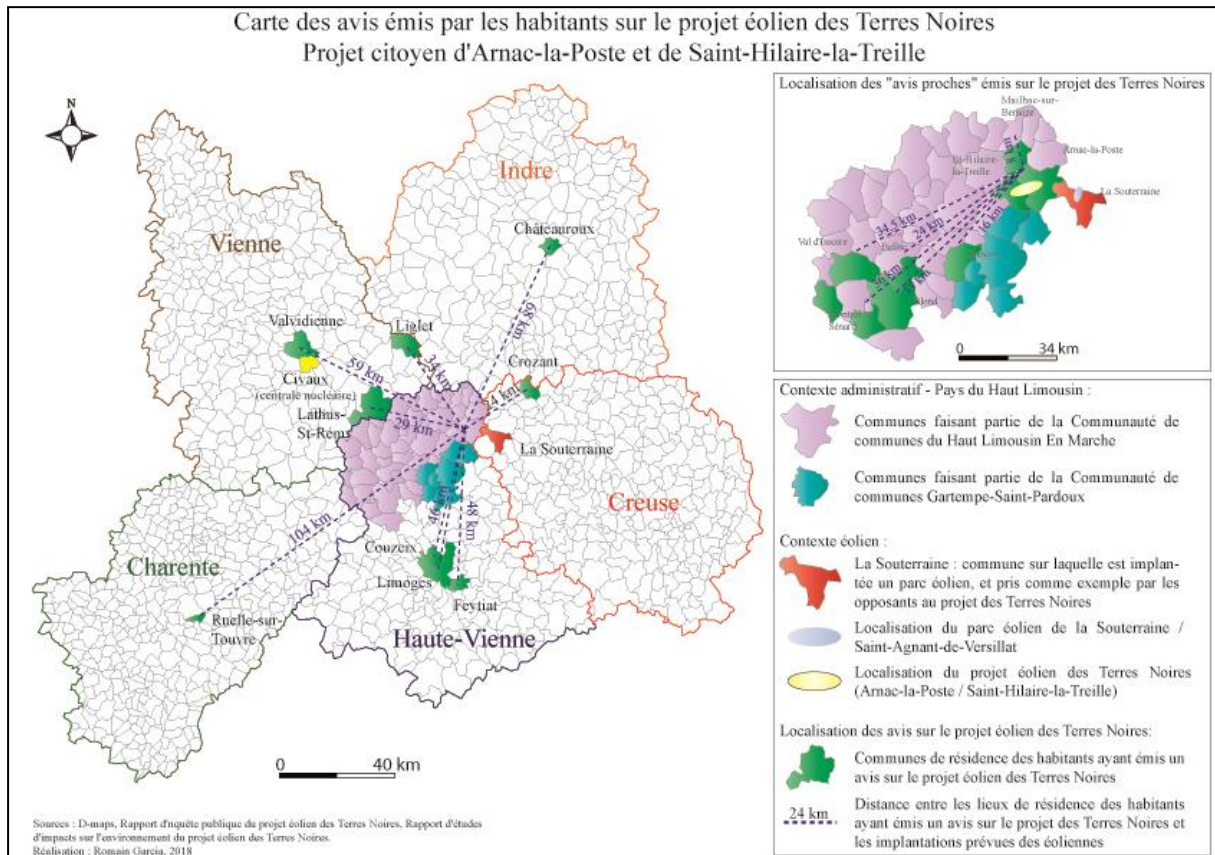 Carte des avis émis par les habitants sur le projet éolien des Terres Noires
Projet citoyen d'Arnac-la-Poste et de Saint-Hilaire-la-Treille
N
Indre
Châteauroux
68 km
Vienne
Valvidienne
Liglet
Crozant
59 km
Civaux
(centrale nucléaire)
Lathus-
St-Rémy
29 km
La Souterraine
Creuse
46 km
48 km
104 km
Charente
Couzeix
Limoges
Feytiat
Ruelle-sur-
Touvre
Haute-Vienne
0 40 km
Sources : D-maps, Rapport d'nquête publique du projet éolien des Terres Noires, Rapport d'études
d'impacts sur l'environnement du projet éolien des Terres Noires.
Réalisation : Romain Garcia, 2018
Localisation des "avis proches" émis sur le projet des Terres Noires
Mailhac-sur-
Benaize
Arnac-la-Poste
St-Hilaire-
la-Treille
La Souterraine
34,5 km
24 km
16 km
Val d'Issoire
0 34 km
Contexte administratif - Pays du Haut Limousin :
Communes faisant partie de la Communauté de
communes du Haut Limousin En Marche
Communes faisant partie de la Communauté de
communes Gartempe-Saint-Pardoux
Contexte éolien :
La Souterraine : commune sur laquelle est implan-
tée un parc éolien, et pris comme exemple par les
opposants au projet des Terres Noires
Localisation du parc éolien de la Souterraine /
Saint-Agnant-de-Versillat
Localisation du projet éolien des Terres Noires
(Arnac-la-Poste / Saint-Hilaire-la-Treille)
Localisation des avis sur le projet éolien des Terres Noires:
Communes de résidence des habitants ayant émis un
avis sur le projet éolien des Terres Noires
24 km
Distance entre les lieux de résidence des habitants
ayant émis un avis sur le projet des Terres Noires et
les implantations prévues des éoliennes